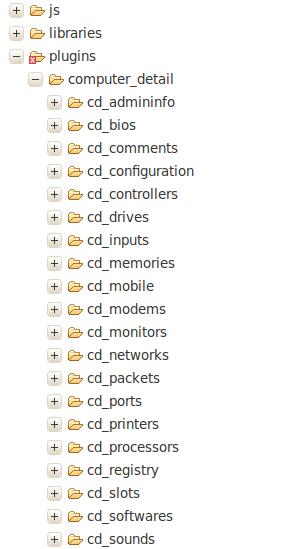 js
libraries
plugins
computer_detail
cd_admininfo
cd_bios
cd_comments
cd_configuration
cd_controllers
cd_drives
cd_inputs
cd_memories
cd_mobile
cd_modems
cd_monitors
cd_networks
cd_packets
cd_ports
cd_printers
cd_processors
cd_registry
cd_slots
cd_softwares
cd_sounds